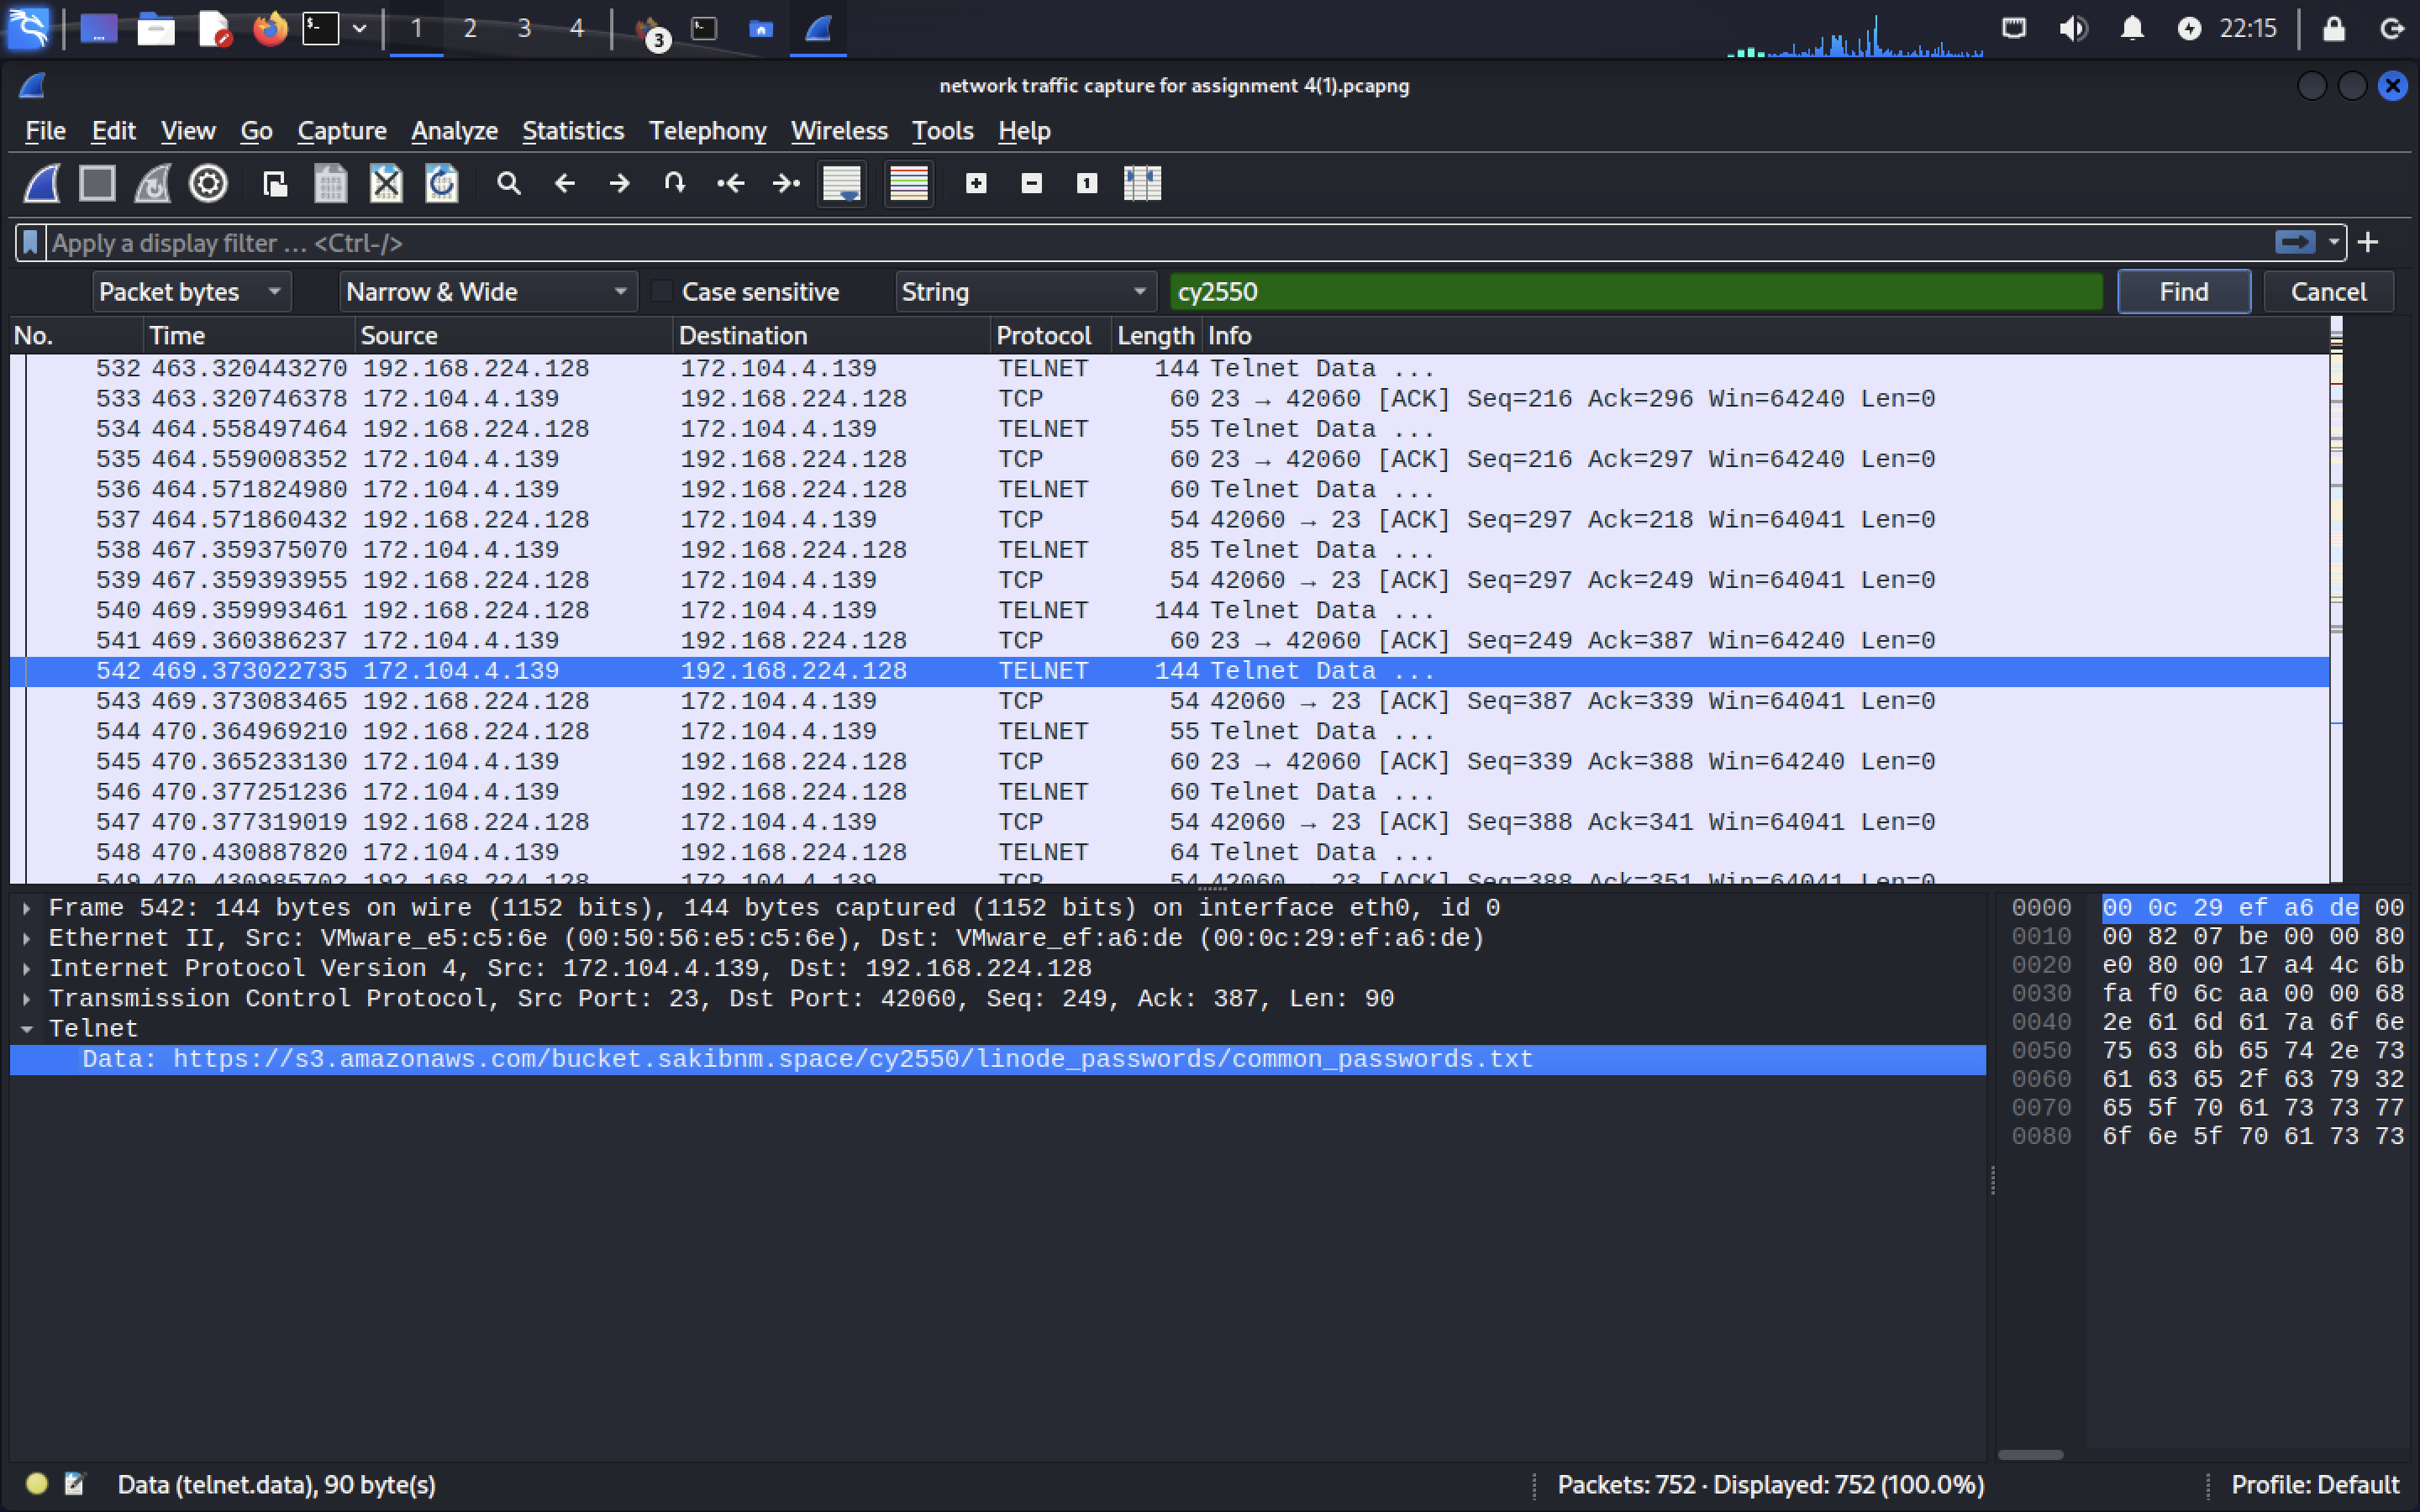 1 2 3 4 3 22:15
network traffic capture for assignment 4(1).pcapng
File Edit View Go Capture Analyze Statistics Telephony Wireless Tools Help
Apply a display filter … <Ctrl-/>
Packet bytes Narrow & Wide Case sensitive String cy2550 Find Cancel
No. Time Source Destination Protocol Length Info
532 463.320443270 192.168.224.128 172.104.4.139 TELNET 144 Telnet Data ...
533 463.320746378 172.104.4.139 192.168.224.128 TCP 60 23 → 42060 [ACK] Seq=216 Ack=296 Win=64240 Len=0
534 464.558497464 192.168.224.128 172.104.4.139 TELNET 55 Telnet Data ...
535 464.559008352 172.104.4.139 192.168.224.128 TCP 60 23 → 42060 [ACK] Seq=216 Ack=297 Win=64240 Len=0
536 464.571824980 172.104.4.139 192.168.224.128 TELNET 60 Telnet Data ...
537 464.571860432 192.168.224.128 172.104.4.139 TCP 54 42060 → 23 [ACK] Seq=297 Ack=218 Win=64041 Len=0
538 467.359375070 172.104.4.139 192.168.224.128 TELNET 85 Telnet Data ...
539 467.359393955 192.168.224.128 172.104.4.139 TCP 54 42060 → 23 [ACK] Seq=297 Ack=249 Win=64041 Len=0
540 469.359993461 192.168.224.128 172.104.4.139 TELNET 144 Telnet Data ...
541 469.360386237 172.104.4.139 192.168.224.128 TCP 60 23 → 42060 [ACK] Seq=249 Ack=387 Win=64240 Len=0
542 469.373022735 172.104.4.139 192.168.224.128 TELNET 144 Telnet Data ...
543 469.373083465 192.168.224.128 172.104.4.139 TCP 54 42060 → 23 [ACK] Seq=387 Ack=339 Win=64041 Len=0
544 470.364969210 192.168.224.128 172.104.4.139 TELNET 55 Telnet Data ...
545 470.365233130 172.104.4.139 192.168.224.128 TCP 60 23 → 42060 [ACK] Seq=339 Ack=388 Win=64240 Len=0
546 470.377251236 172.104.4.139 192.168.224.128 TELNET 60 Telnet Data ...
547 470.377319019 192.168.224.128 172.104.4.139 TCP 54 42060 → 23 [ACK] Seq=388 Ack=341 Win=64041 Len=0
548 470.430887820 172.104.4.139 192.168.224.128 TELNET 64 Telnet Data ...
549 470.430985702 192.168.224.128 172.104.4.139 TCP 54 42060 → 23 [ACK] Seq=388 Ack=351 Win=64041 Len=0
Frame 542: 144 bytes on wire (1152 bits), 144 bytes captured (1152 bits) on interface eth0, id 0
Ethernet II, Src: VMware_e5:c5:6e (00:50:56:e5:c5:6e), Dst: VMware_ef:a6:de (00:0c:29:ef:a6:de)
Internet Protocol Version 4, Src: 172.104.4.139, Dst: 192.168.224.128
Transmission Control Protocol, Src Port: 23, Dst Port: 42060, Seq: 249, Ack: 387, Len: 90
Telnet
Data: https://s3.amazonaws.com/bucket.sakibnm.space/cy2550/linode_passwords/common_passwords.txt
0000 00 0c 29 ef a6 de 00
0010 00 82 07 be 00 00 80
0020 e0 80 00 17 a4 4c 6b
0030 fa f0 6c aa 00 00 68
0040 2e 61 6d 61 7a 6f 6e
0050 75 63 6b 65 74 2e 73
0060 61 63 65 2f 63 79 32
0070 65 5f 70 61 73 73 77
0080 6f 6e 5f 70 61 73 73
Data (telnet.data), 90 byte(s) Packets: 752 · Displayed: 752 (100.0%) Profile: Default